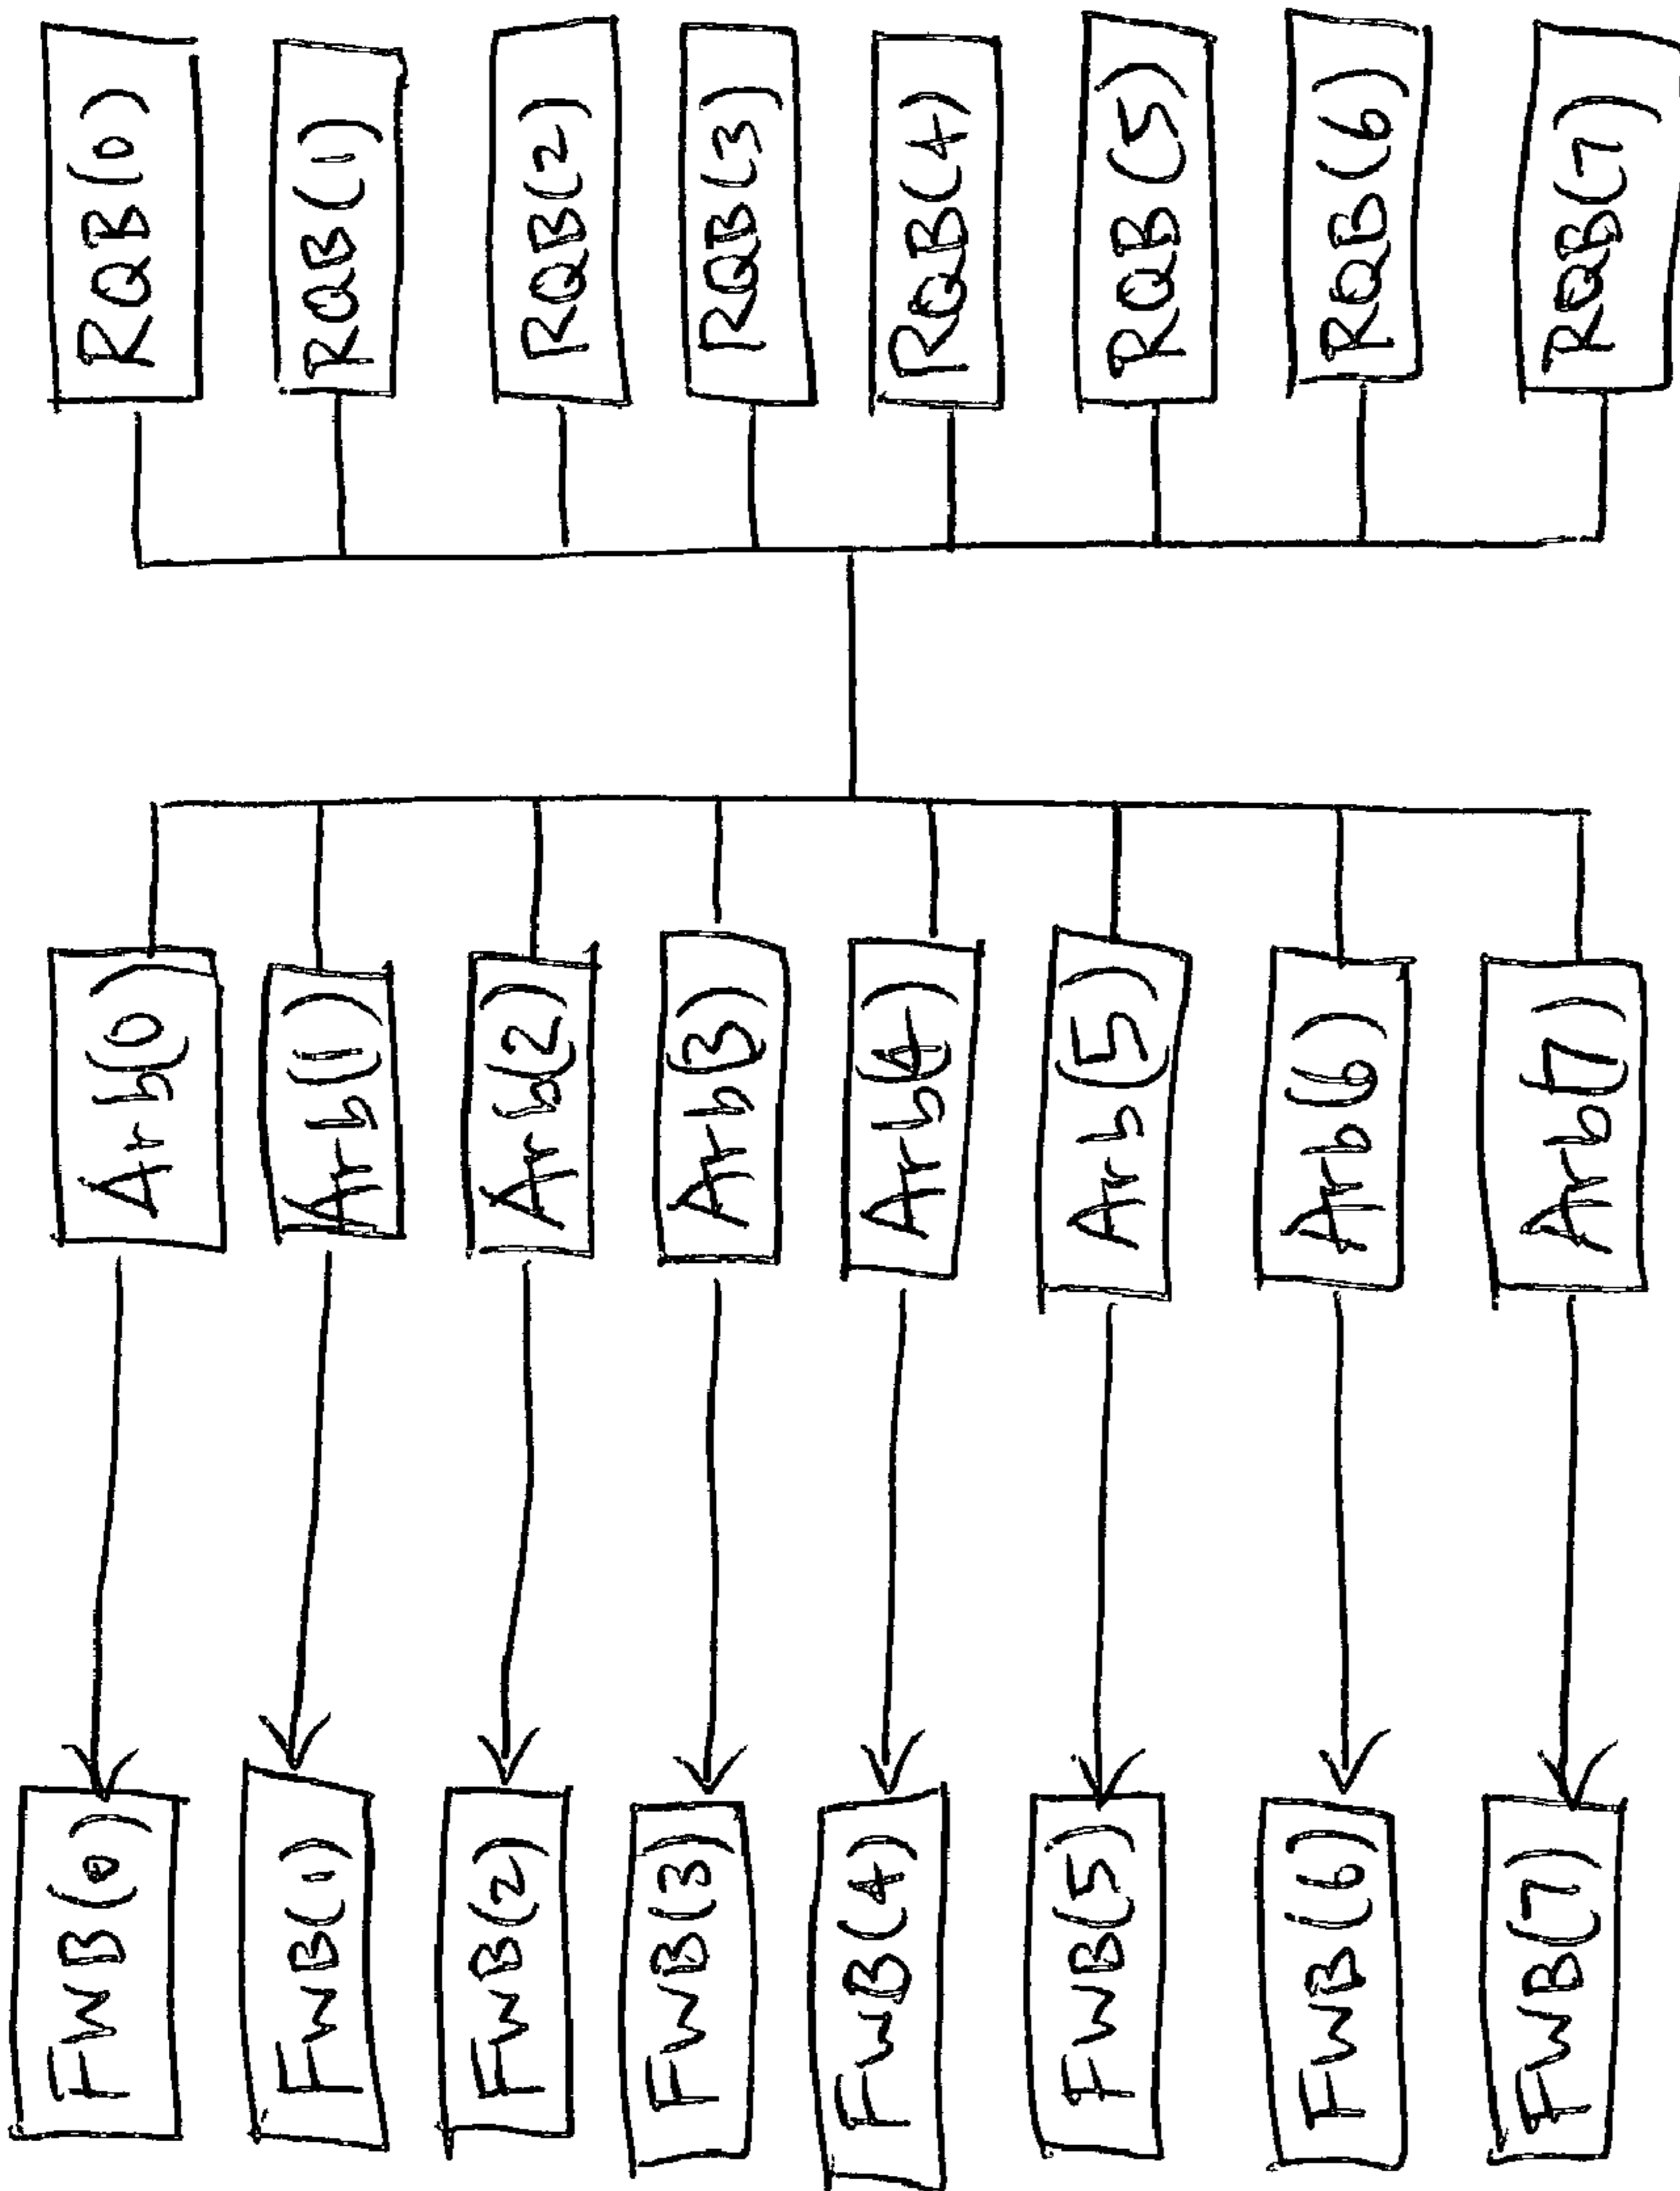 RQB(0)
RQB(1)
RQB(2)
RQB(3)
RQB(4)
RQB(5)
RQB(6)
RQB(7)
Arb(0)
Arb(1)
Arb(2)
Arb(3)
Arb(4)
Arb(5)
Arb(6)
Arb(7)
FWB(0)
FWB(1)
FWB(2)
FWB(3)
FWB(4)
FWB(5)
FWB(6)
FWB(7)